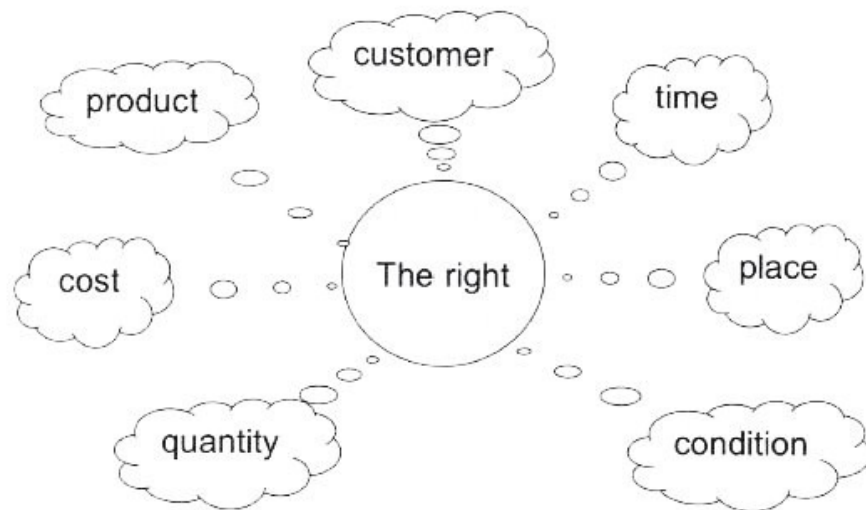 customer
product
time
The right
cost
place
quantity
condition